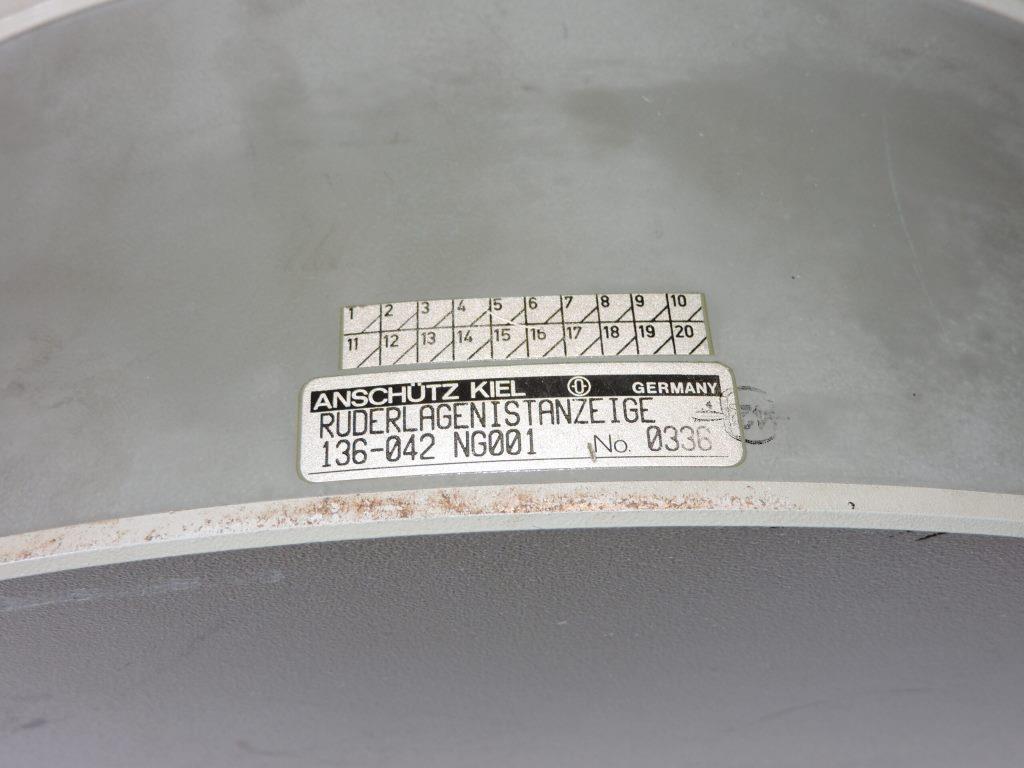 1 2 3 4 5 6 7 8 9 10
11 12 13 14 15 16 17 18 19 20
ANSCHÜTZ KIEL GERMANY
RUDERLAGENISTANZEIGE
136-042 NG001 No. 0336